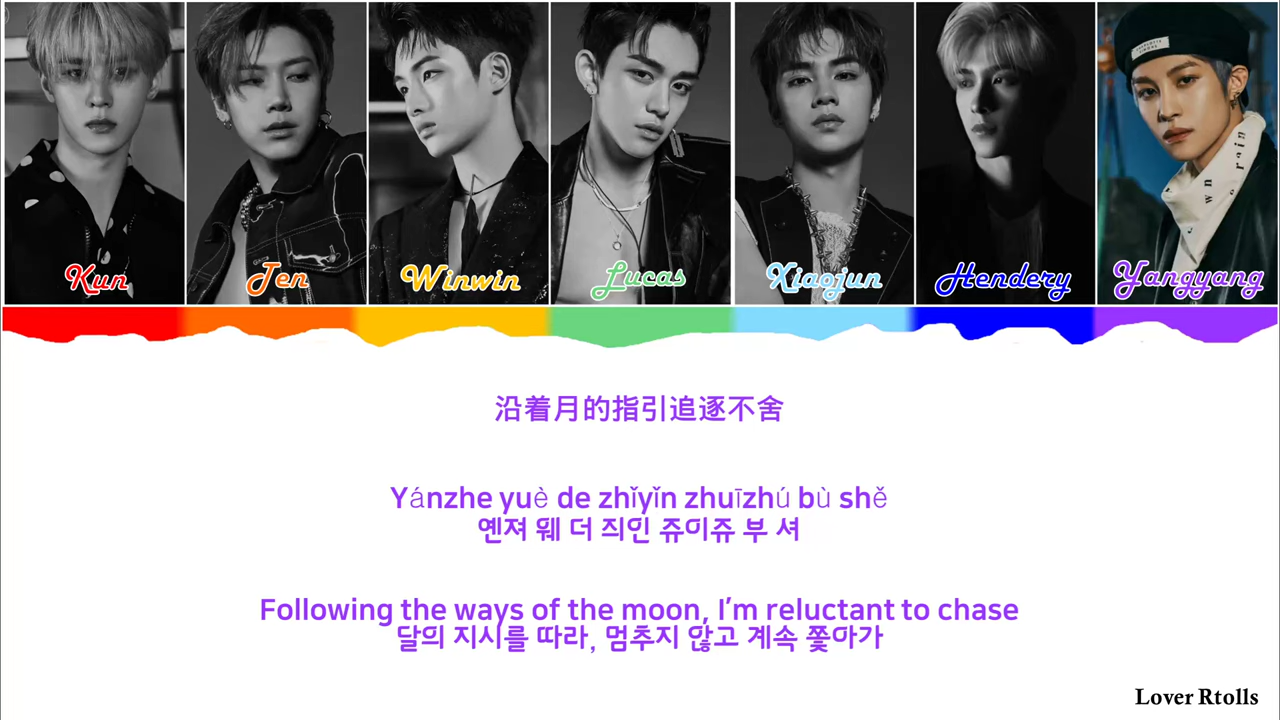 Kun
Ten
Winwin
Lucas
Xiaojun
Hendery
Yangyang
沿着月的指引追逐不舍
Yánzhe yuè de zhǐyǐn zhuīzhú bù shě
옌져 웨 더 즤인 쥬이쥬 부 셔
Following the ways of the moon, I’m reluctant to chase
달의 지시를 따라, 멈추지 않고 계속 쫓아가
Lover Rtolls